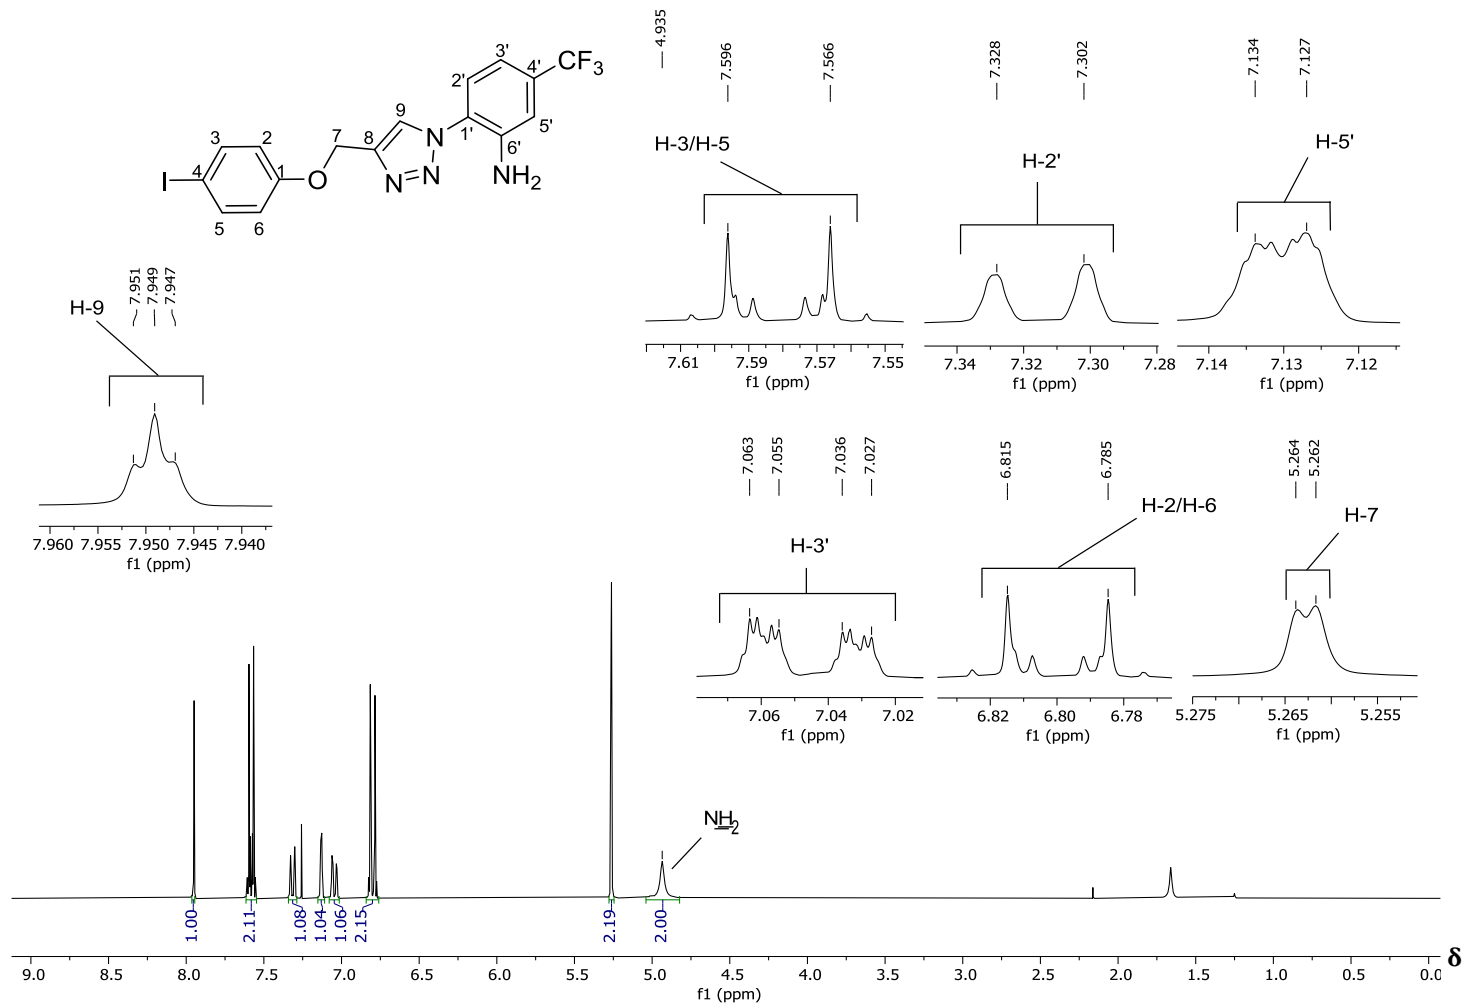 4.935
7.596
7.566
7.328
7.302
7.134
7.127
3'
2'
4'
CF3
9
1'
5'
6'
3
2
7
8
4
1
I
O
N
N
N
NH2
5
6
H-3/H-5
H-2'
H-5'
7.61 7.59 7.57 7.55
f1 (ppm)
7.34 7.32 7.30 7.28
f1 (ppm)
7.14 7.13 7.12
f1 (ppm)
7.951
7.949
7.947
H-9
7.960 7.955 7.950 7.945 7.940
f1 (ppm)
7.063
7.055
7.036
7.027
6.815
6.785
5.264
5.262
H-3'
H-2/H-6
H-7
7.06 7.04 7.02
f1 (ppm)
6.82 6.80 6.78
f1 (ppm)
5.275 5.265 5.255
f1 (ppm)
NH2
1.00
2.11
1.08
1.04
1.06
2.15
2.19
2.00
9.0 8.5 8.0 7.5 7.0 6.5 6.0 5.5 5.0 4.5 4.0 3.5 3.0 2.5 2.0 1.5 1.0 0.5 0.0
f1 (ppm)
δ